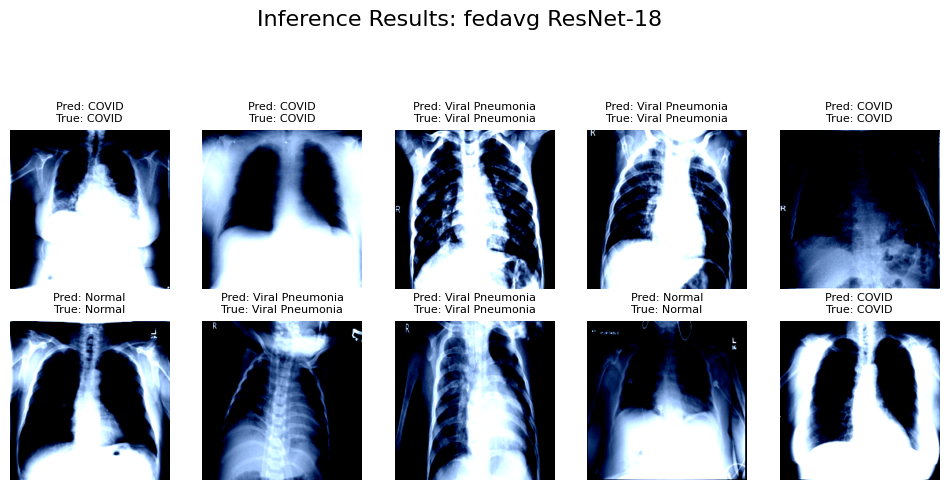 Inference Results: fedavg ResNet-18
Pred: COVID
True: COVID
Pred: COVID
True: COVID
Pred: Viral Pneumonia
True: Viral Pneumonia
Pred: Viral Pneumonia
True: Viral Pneumonia
Pred: COVID
True: COVID
R
R
R
Pred: Normal
True: Normal
Pred: Viral Pneumonia
True: Viral Pneumonia
Pred: Viral Pneumonia
True: Viral Pneumonia
Pred: Normal
True: Normal
Pred: COVID
True: COVID
R
R
L